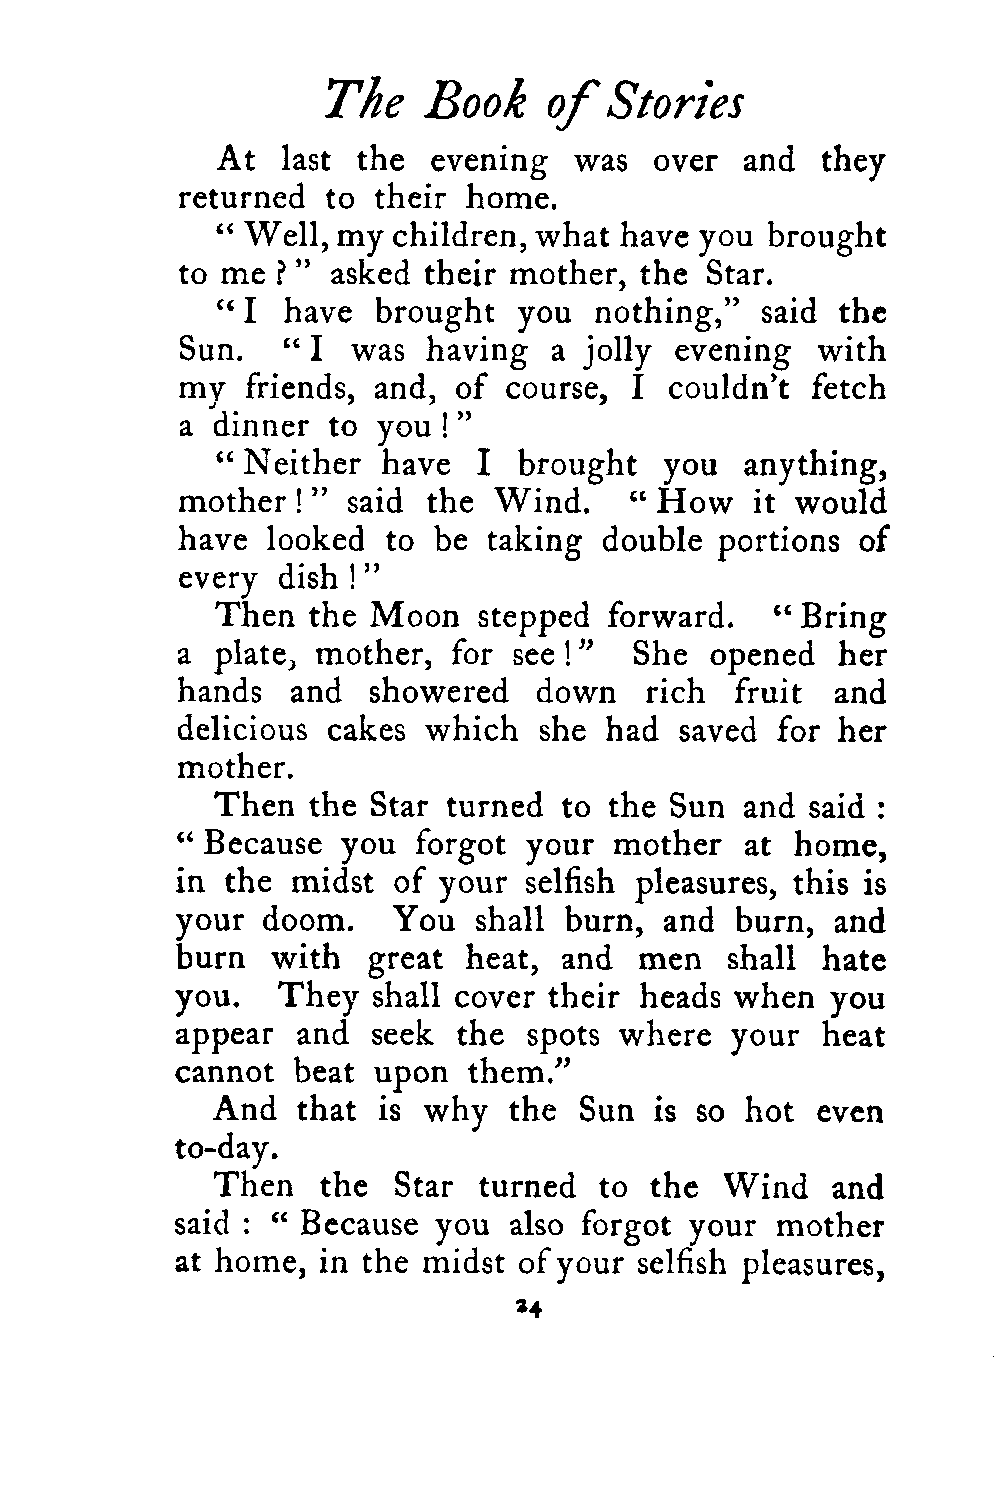 The Book of Stories
At last the evening was over and they
returned to their home.
“ Well, my children, what have you brought
to me ? ” asked their mother, the Star.
“ I have brought you nothing,” said the
Sun. “ I was having a jolly evening with
my friends, and, of course, I couldn’t fetch
a dinner to you ! ”
“ Neither have I brought you anything,
mother ! ” said the Wind. “ How it would
have looked to be taking double portions of
every dish ! ”
Then the Moon stepped forward. “ Bring
a plate, mother, for see ! ” She opened her
hands and showered down rich fruit and
delicious cakes which she had saved for her
mother.
Then the Star turned to the Sun and said :
“ Because you forgot your mother at home,
in the midst of your selfish pleasures, this is
your doom. You shall burn, and burn, and
burn with great heat, and men shall hate
you. They shall cover their heads when you
appear and seek the spots where your heat
cannot beat upon them.”
And that is why the Sun is so hot even
to-day.
Then the Star turned to the Wind and
said : “ Because you also forgot your mother
at home, in the midst of your selfish pleasures,
24